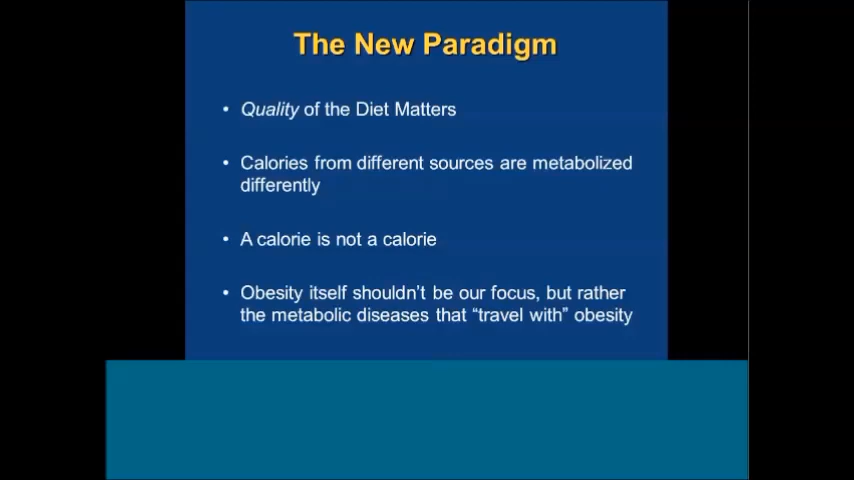 The New Paradigm
• Quality of the Diet Matters
• Calories from different sources are metabolized
differently
• A calorie is not a calorie
• Obesity itself shouldn’t be our focus, but rather
the metabolic diseases that “travel with” obesity